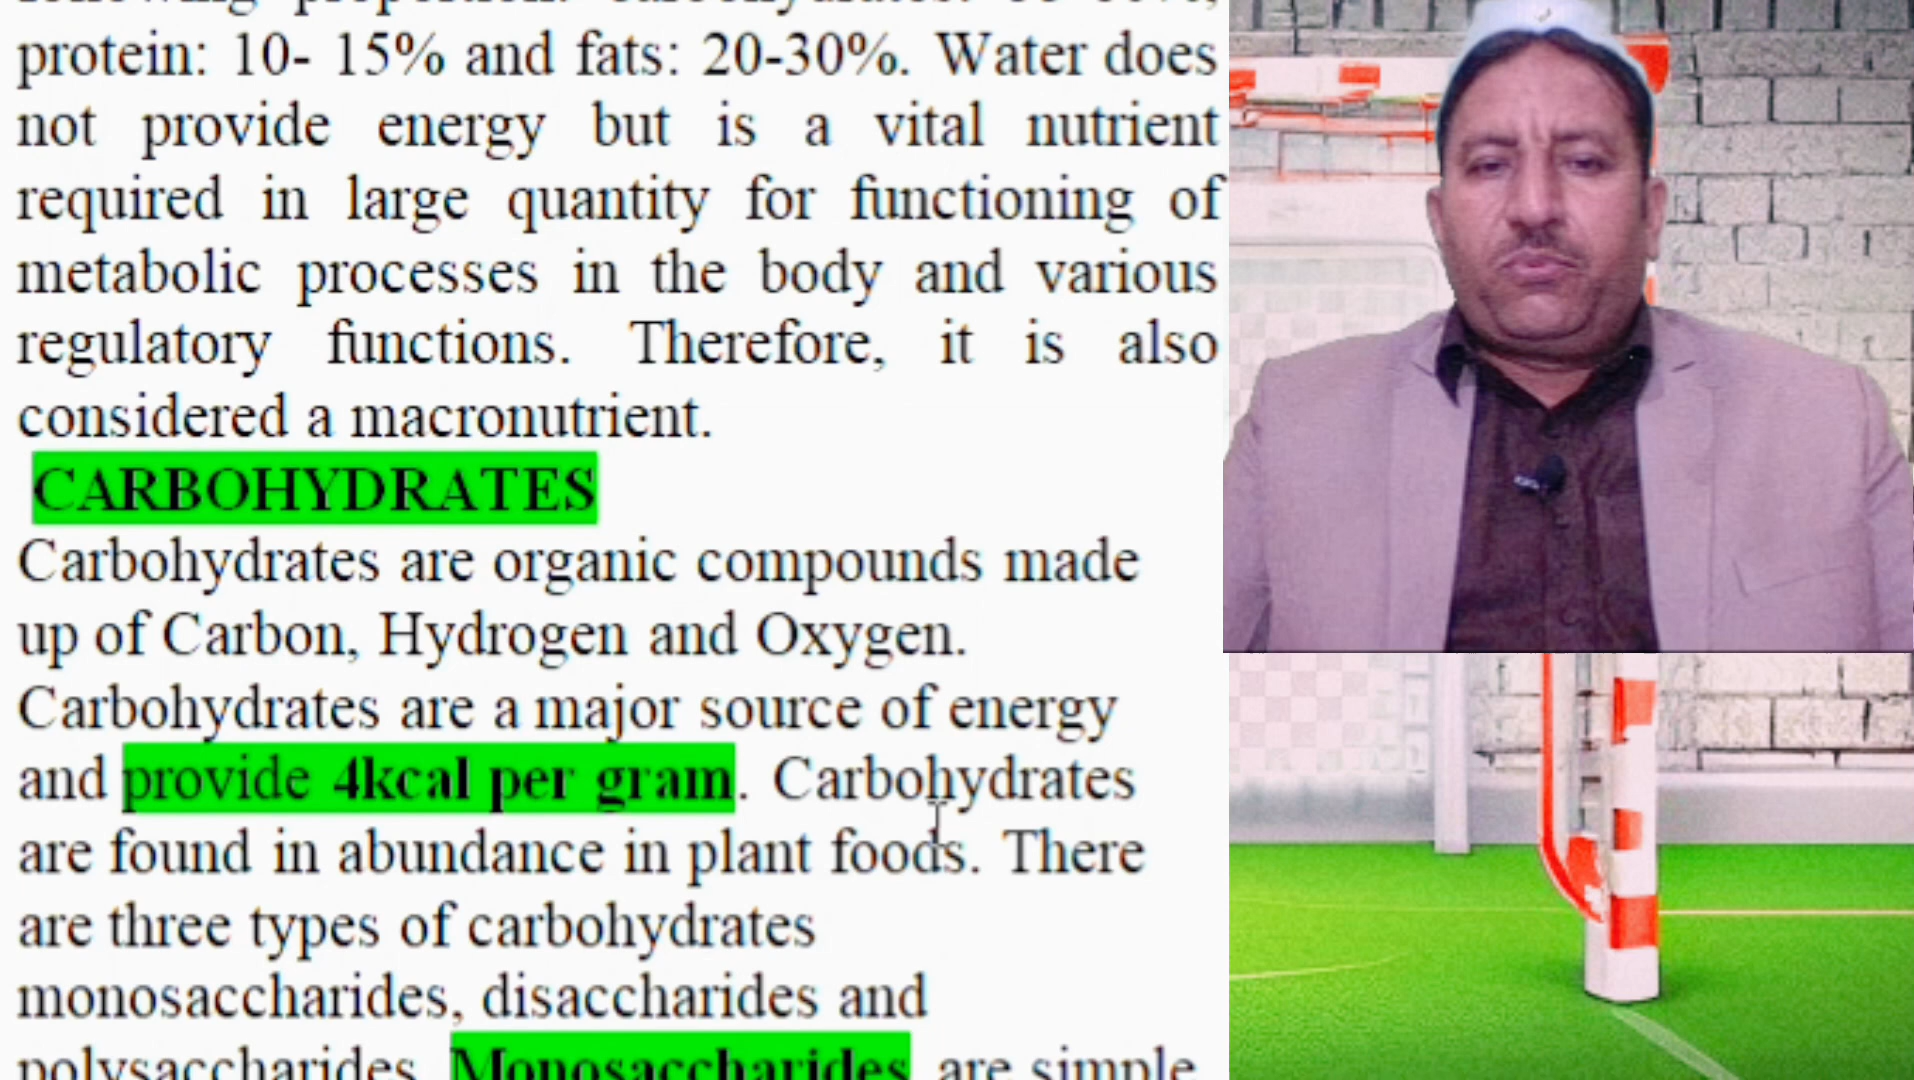 protein: 10- 15% and fats: 20-30%. Water does
not provide energy but is a vital nutrient
required in large quantity for functioning of
metabolic processes in the body and various
regulatory functions. Therefore, it is also
considered a macronutrient.
CARBOHYDRATES
Carbohydrates are organic compounds made
up of Carbon, Hydrogen and Oxygen.
Carbohydrates are a major source of energy
and provide 4kcal per gram. Carbohydrates
are found in abundance in plant foods. There
are three types of carbohydrates
monosaccharides, disaccharides and
polysaccharides. Monosaccharides are simple